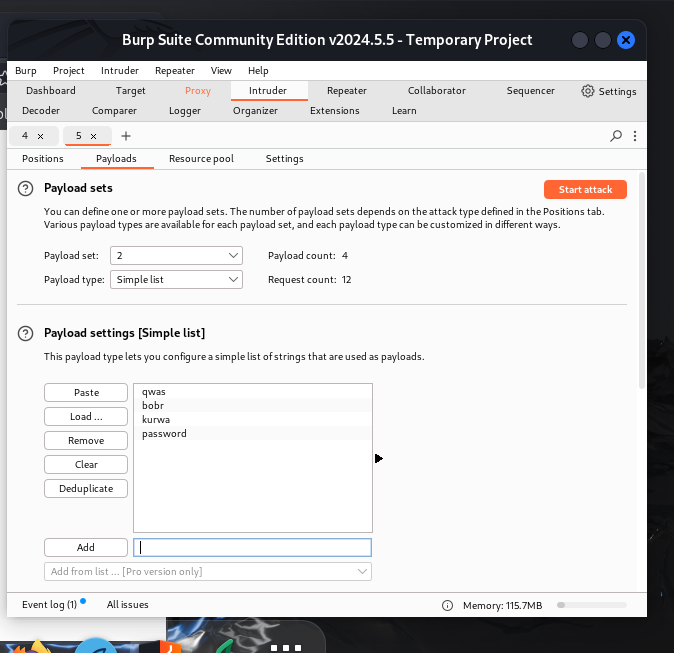 Burp Suite Community Edition v2024.5.5 - Temporary Project
Burp Project Intruder Repeater View Help
Dashboard Target Proxy Intruder Repeater Collaborator Sequencer Settings
Decoder Comparer Logger Organizer Extensions Learn
4 × 5 × +
Positions Payloads Resource pool Settings
? Payload sets Start attack
You can define one or more payload sets. The number of payload sets depends on the attack type defined in the Positions tab.
Various payload types are available for each payload set, and each payload type can be customized in different ways.
Payload set: 2 Payload count: 4
Payload type: Simple list Request count: 12
? Payload settings [Simple list]
This payload type lets you configure a simple list of strings that are used as payloads.
Paste qwas
bobr
Load ... kurwa
Remove password
Clear
Deduplicate
Add
Add from list ... [Pro version only]
Event log (1) All issues Memory: 115.7MB